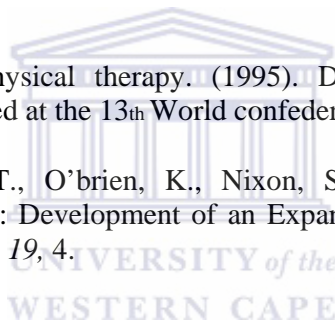 hysical therapy. (1995). D
ed at the 13th World confeder
T., O’brien, K., Nixon, S
: Development of an Expan
19, 4.
UNIVERSITY of the
WESTERN CAPE